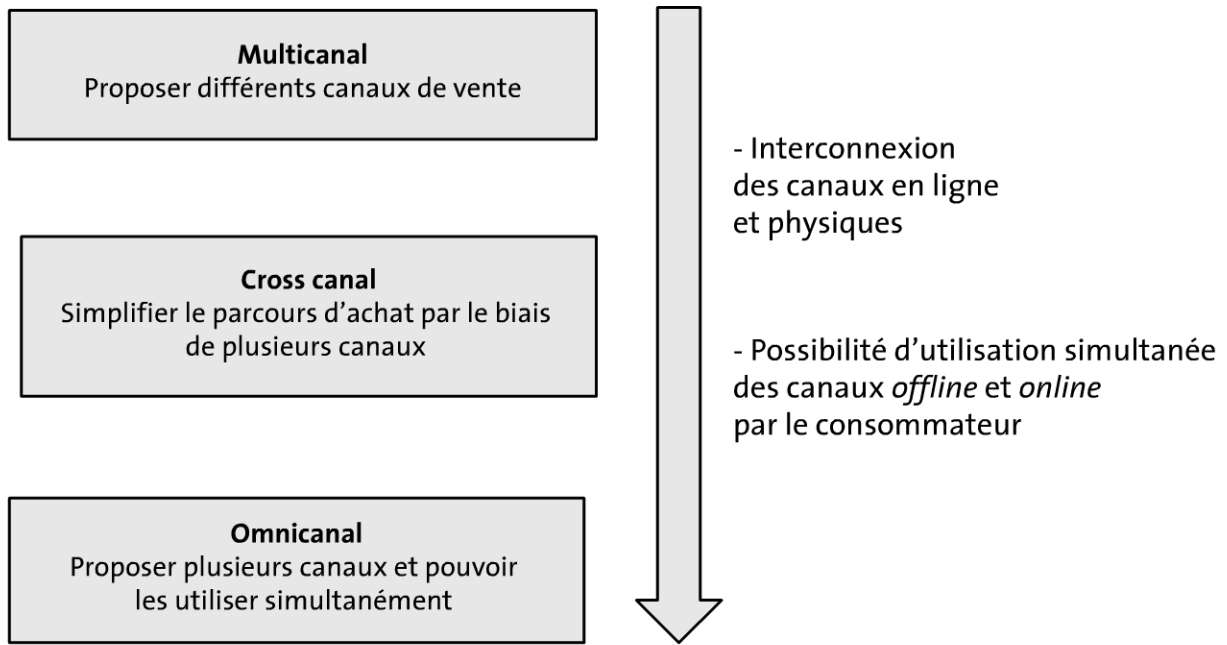 Multicanal
Proposer différents canaux de vente
Cross canal
Simplifier le parcours d’achat par le biais
de plusieurs canaux
Omnicanal
Proposer plusieurs canaux et pouvoir
les utiliser simultanément
- Interconnexion
des canaux en ligne
et physiques
- Possibilité d’utilisation simultanée
des canaux offline et online
par le consommateur